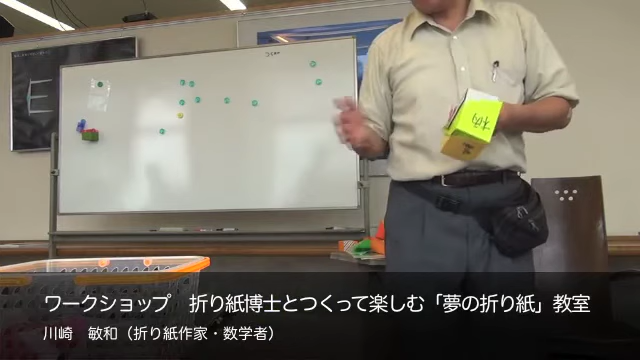 ワークショップ 折り紙博士とつくって楽しむ「夢の折り紙」教室
川崎 敏和（折り紙作家・数学者）